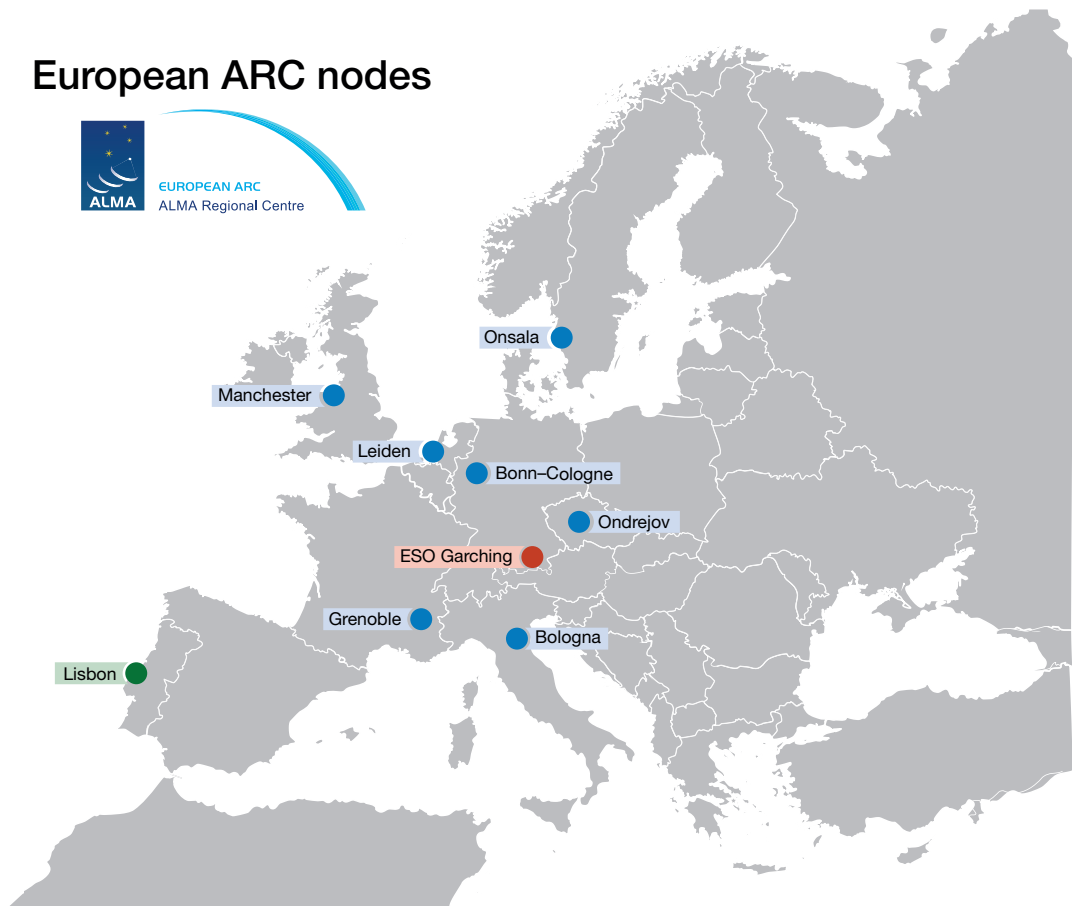 European ARC nodes
ALMA
EUROPEAN ARC
ALMA Regional Centre
Onsala
Manchester
Leiden
Bonn–Cologne
Ondrejov
ESO Garching
Grenoble
Bologna
Lisbon